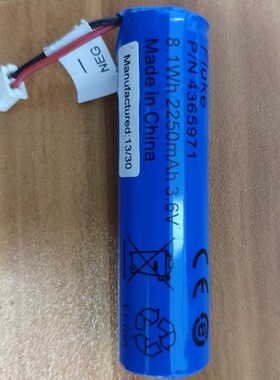 Fluke
P/N 4365971
8.1Wh 2250mAh 3.6V
Made in China
Manufactured:13/30
NEG
—
CE
Li-ion